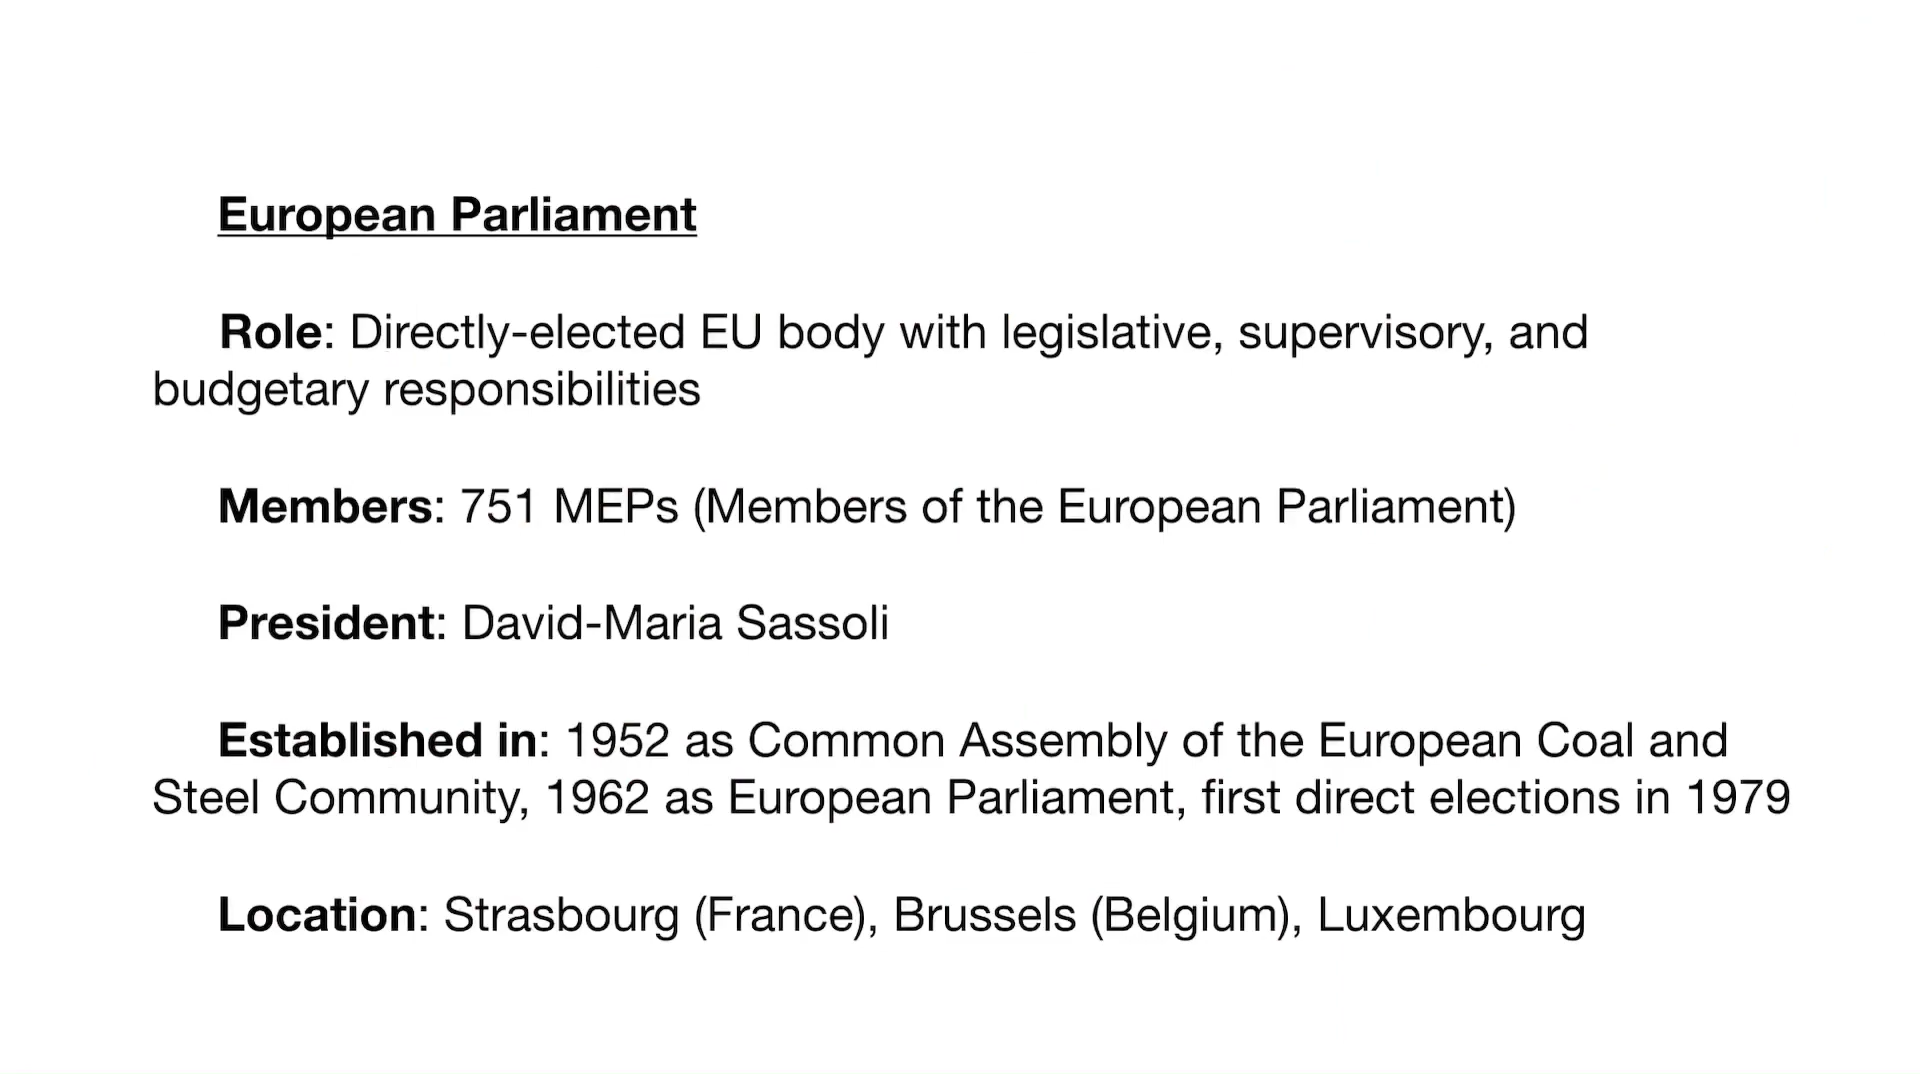 European Parliament
Role: Directly-elected EU body with legislative, supervisory, and
budgetary responsibilities
Members: 751 MEPs (Members of the European Parliament)
President: David-Maria Sassoli
Established in: 1952 as Common Assembly of the European Coal and
Steel Community, 1962 as European Parliament, first direct elections in 1979
Location: Strasbourg (France), Brussels (Belgium), Luxembourg